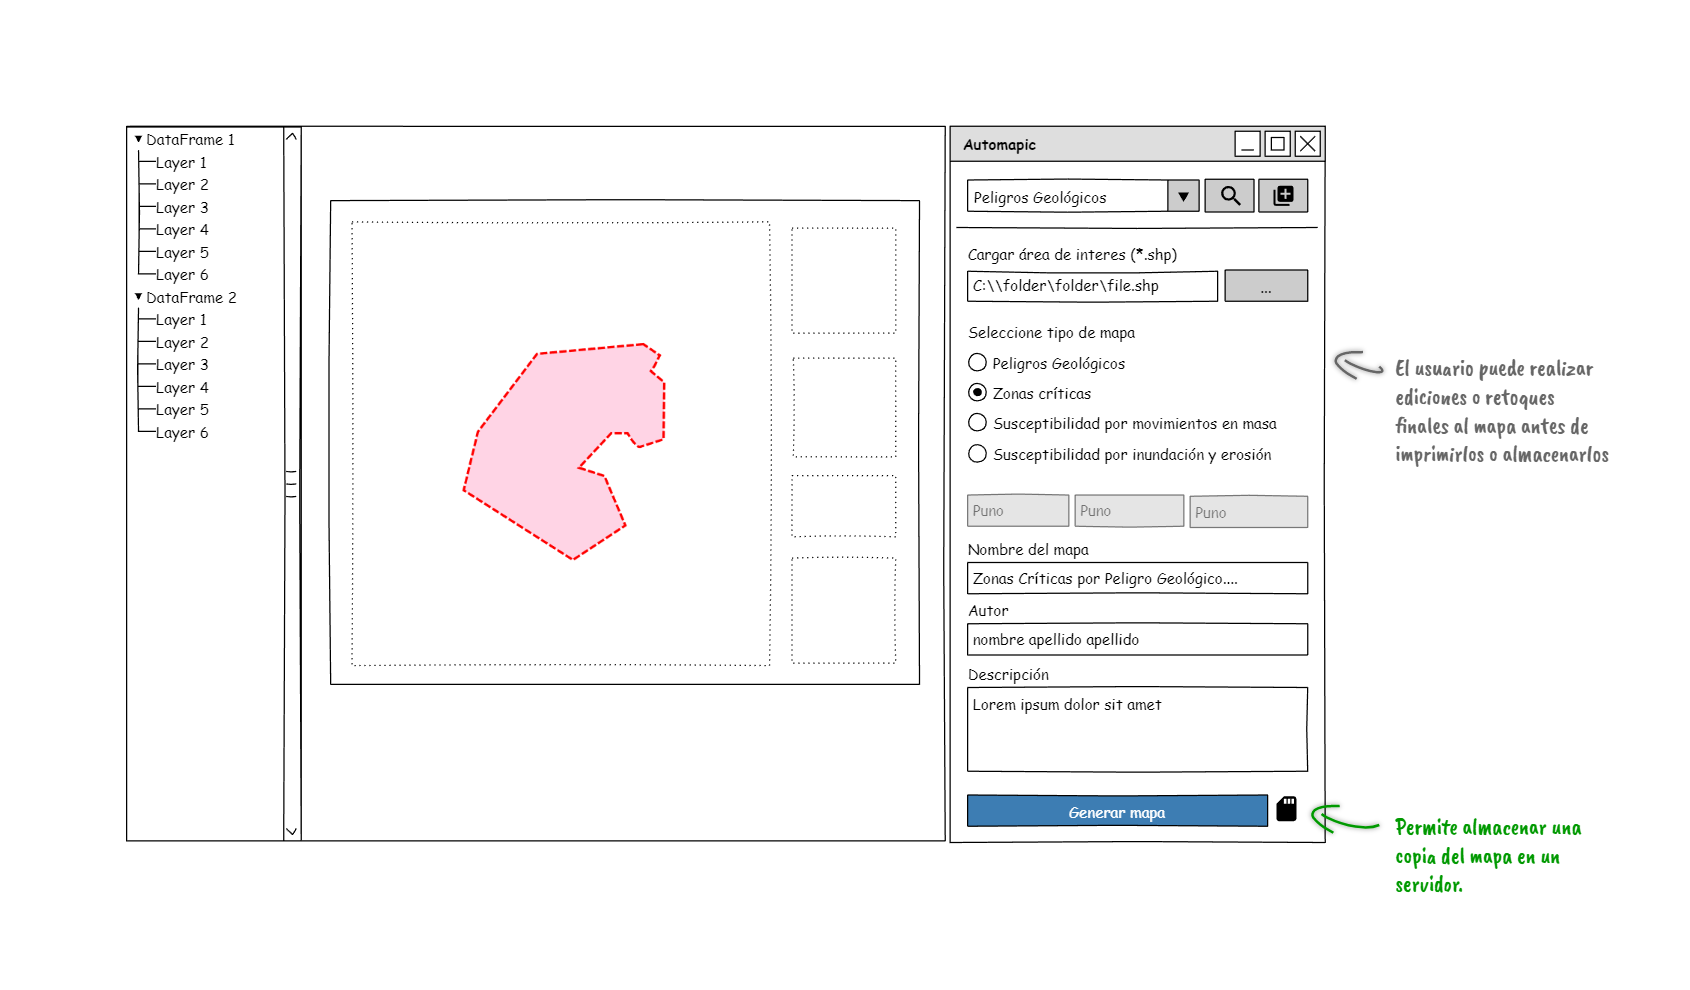 DataFrame 1
Layer 1
Layer 2
Layer 3
Layer 4
Layer 5
Layer 6
DataFrame 2
Layer 1
Layer 2
Layer 3
Layer 4
Layer 5
Layer 6
Automapic
Peligros Geológicos
Cargar área de interes (*.shp)
C:\\folder\folder\file.shp
...
Seleccione tipo de mapa
Peligros Geológicos
Zonas críticas
Susceptibilidad por movimientos en masa
Susceptibilidad por inundación y erosión
Puno Puno Puno
Nombre del mapa
Zonas Críticas por Peligro Geológico....
Autor
nombre apellido apellido
Descripción
Lorem ipsum dolor sit amet
Generar mapa
El usuario puede realizar
ediciones o retoques
finales al mapa antes de
imprimirlos o almacenarlos
Permite almacenar una
copia del mapa en un
servidor.